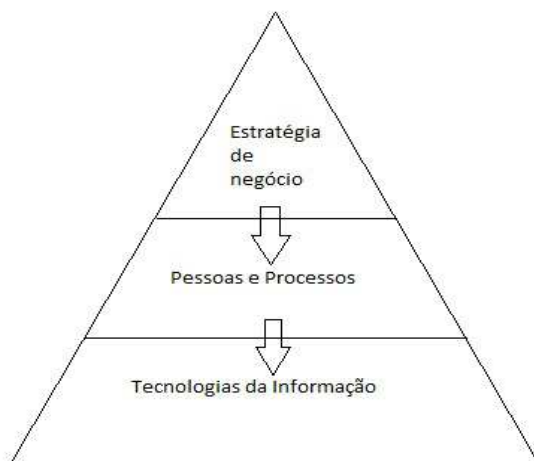 Estratégia
de
negócio
Pessoas e Processos
Tecnologias da Informação